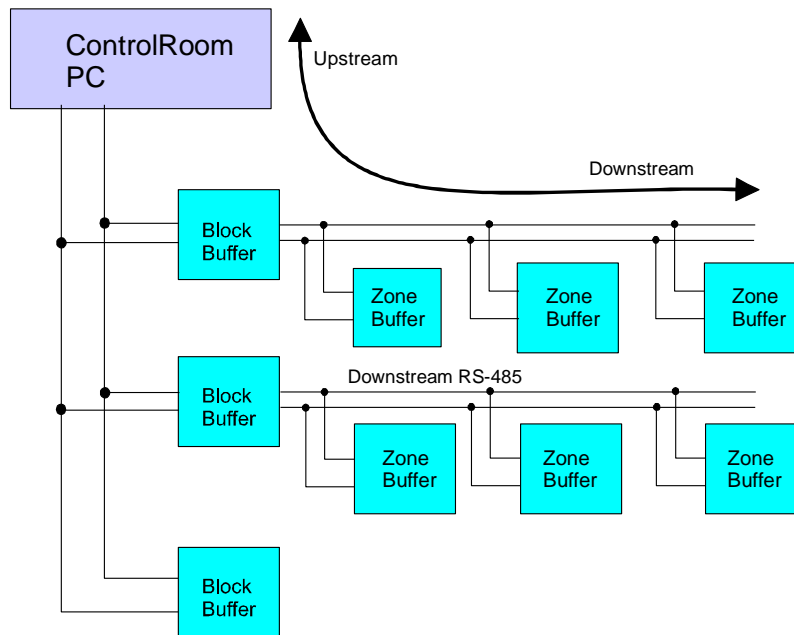 ControlRoom
PC
Upstream
Downstream
Block
Buffer
Zone
Buffer
Zone
Buffer
Zone
Buffer
Block
Buffer
Downstream RS-485
Zone
Buffer
Zone
Buffer
Zone
Buffer
Block
Buffer